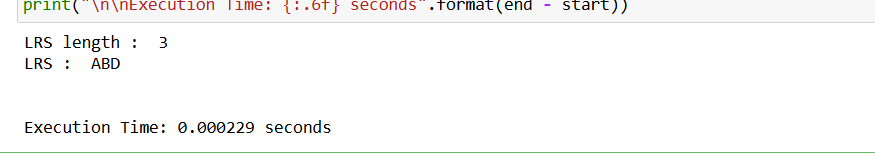 print("\n\nExecution Time: {:.6f} seconds".format(end - start))
LRS length :  3
LRS :  ABD
Execution Time: 0.000229 seconds